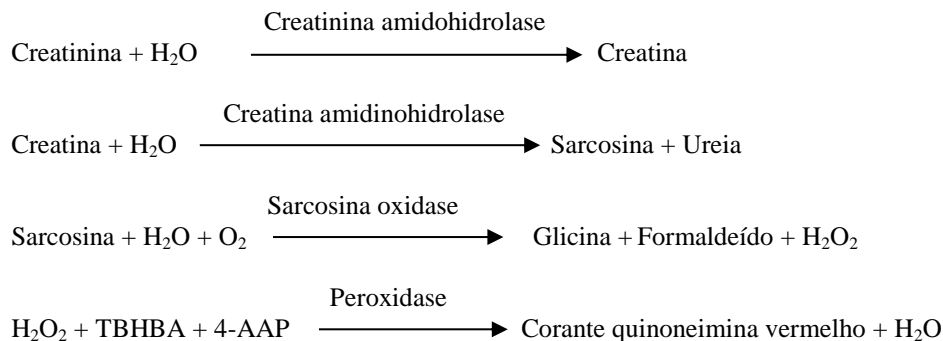 Creatinina amidohidrolase
Creatinina + H₂O Creatina
Creatina amidinohidrolase
Creatina + H₂O Sarcosina + Ureia
Sarcosina oxidase
Sarcosina + H₂O + O₂ Glicina + Formaldeído + H₂O₂
Peroxidase
H₂O₂ + TBHBA + 4-AAP Corante quinoneimina vermelho + H₂O